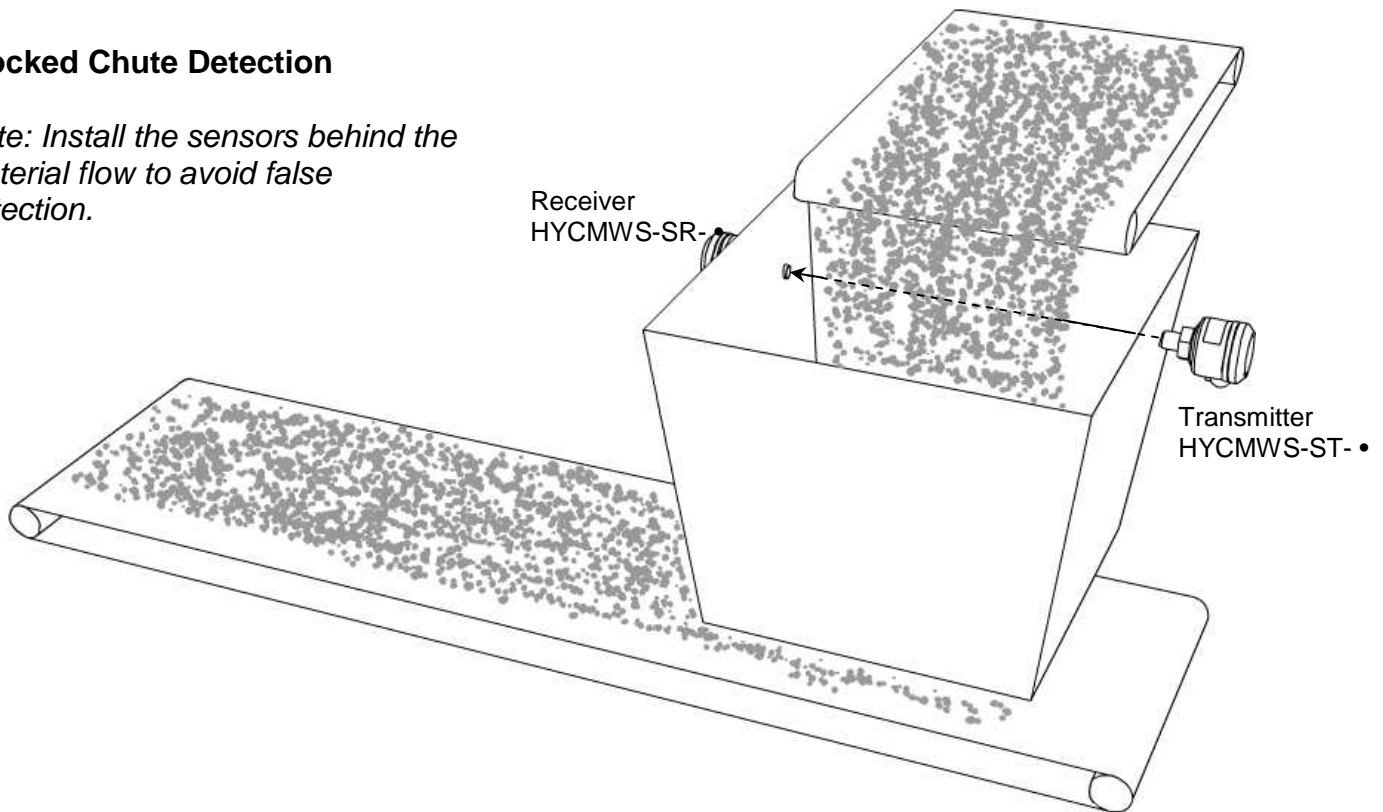 ocked Chute Detection
te: Install the sensors behind the
terial flow to avoid false
tection.
Receiver
HYCMWS-SR- •
Transmitter
HYCMWS-ST- •